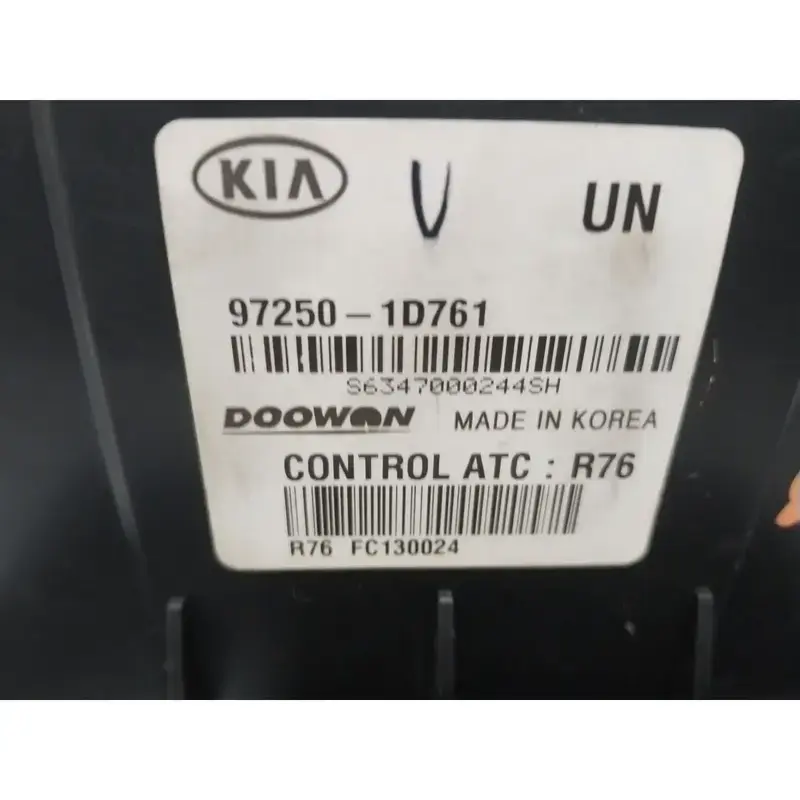 KIA V UN
97250-1D761
S6347000244SH
DOOWON MADE IN KOREA
CONTROL ATC : R76
R76 FC130024